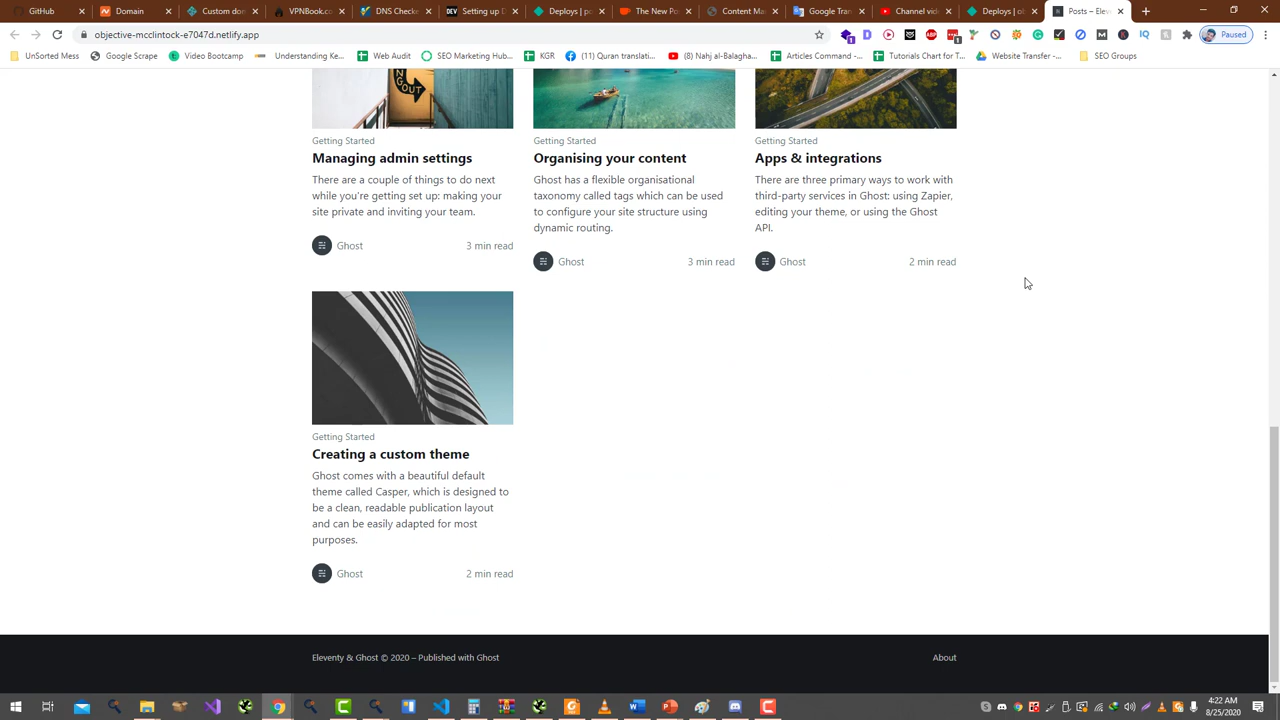 GitHub
Domain
Custom do
VPNBook.co
DNS Checke
DEV
Setting up D
Deploys | po
The New Po
Content Ma
Google Tran
Channel vid
Deploys | ob
Posts – Elev
objective-mcclintock-e7047d.netlify.app
Paused
UnSorted Mess
Google Scrape
Video Bootcamp
Understanding Ke...
Web Audit
SEO Marketing Hub...
KGR
(11) Quran translati...
(8) Nahj al-Balagha...
Articles Command -...
Tutorials Chart for T...
Website Transfer -...
SEO Groups
Getting Started
Managing admin settings
There are a couple of things to do next
while you're getting set up: making your
site private and inviting your team.
Ghost
3 min read
Getting Started
Organising your content
Ghost has a flexible organisational
taxonomy called tags which can be used
to configure your site structure using
dynamic routing.
Ghost
3 min read
Getting Started
Apps & integrations
There are three primary ways to work with
third-party services in Ghost: using Zapier,
editing your theme, or using the Ghost
API.
Ghost
2 min read
Getting Started
Creating a custom theme
Ghost comes with a beautiful default
theme called Casper, which is designed to
be a clean, readable publication layout
and can be easily adapted for most
purposes.
Ghost
2 min read
Eleventy & Ghost © 2020 – Published with Ghost
About
4:22 AM
8/25/2020